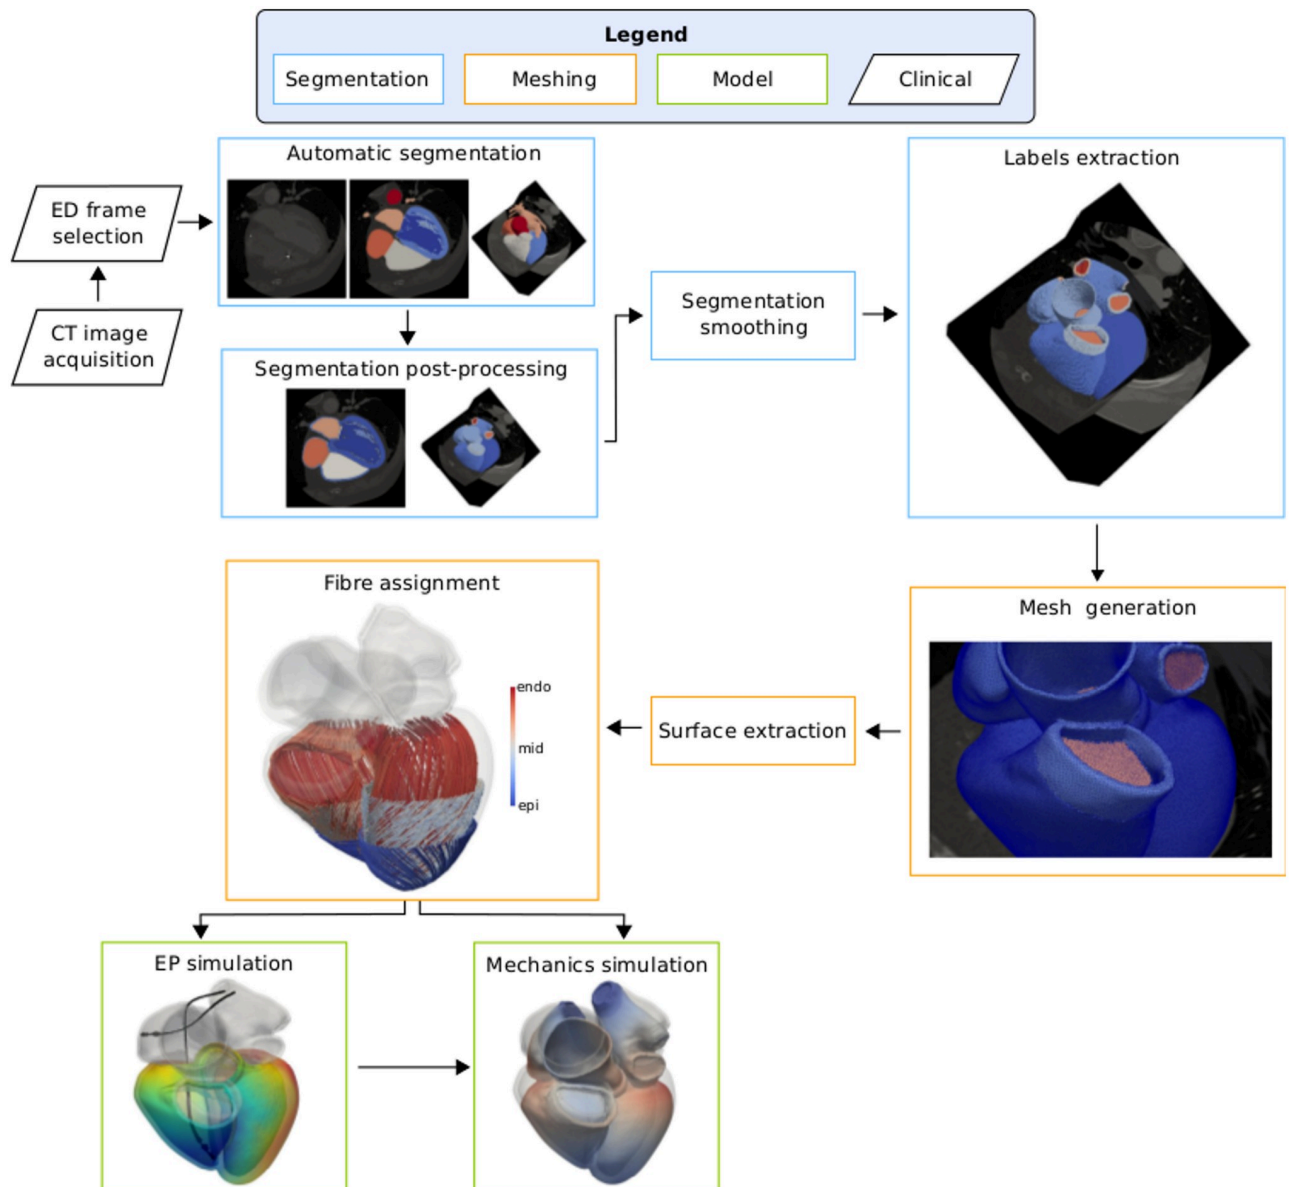 Legend
Segmentation
Meshing
Model
Clinical
Automatic segmentation
ED frame
selection
CT image
acquisition
Segmentation post-processing
Segmentation
smoothing
Labels extraction
Mesh generation
Surface extraction
Fibre assignment
endo
mid
epi
EP simulation
Mechanics simulation